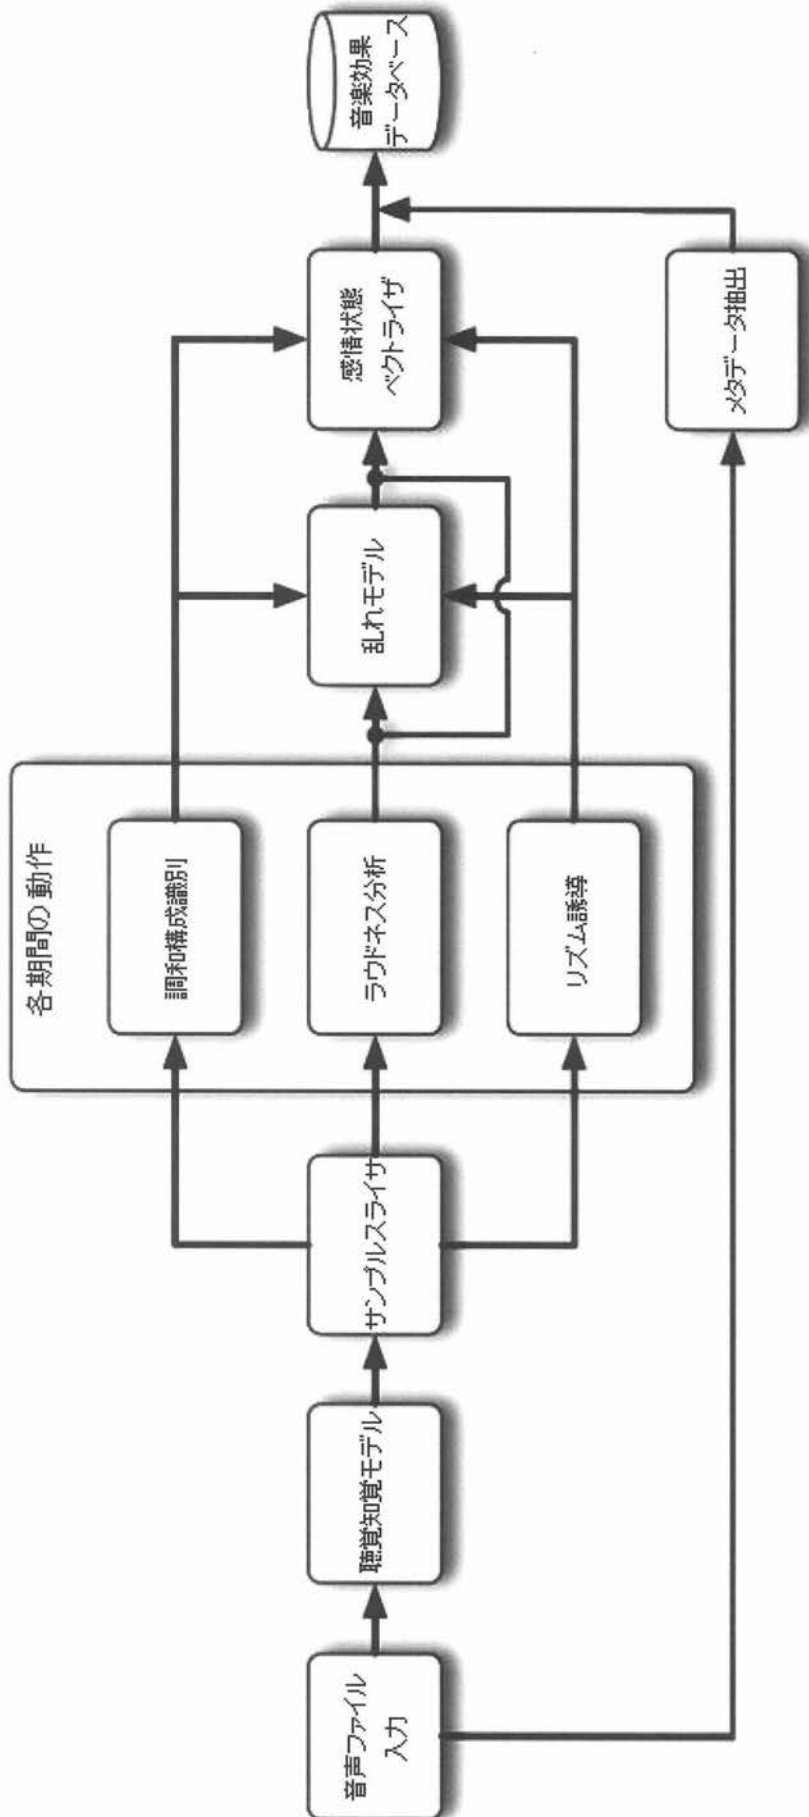 音声ファイル
入力
聴覚知覚モデル
サンプルスライサ
各期間の動作
調和構成識別
ラウドネス分析
リズム誘導
乱れモデル
感情状態
ベクトライザ
メタデータ抽出
音楽効果
データベース